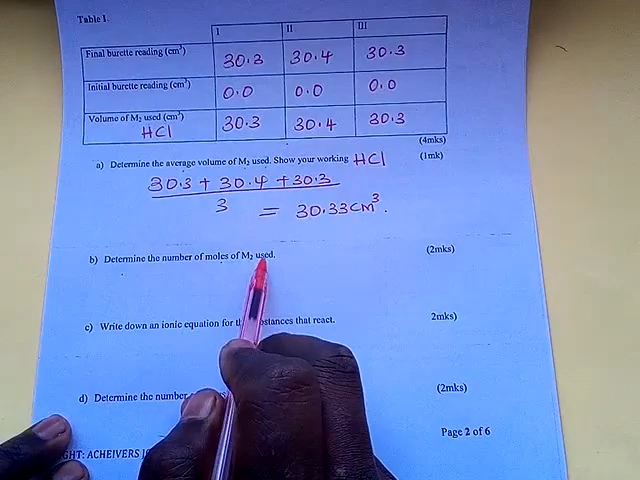 Table 1.
I II III
Final burette reading (cm³) 30.3 30.4 30.3
Initial burette reading (cm³) 0.0 0.0 0.0
Volume of M₂ used (cm³) HCl 30.3 30.4 30.3
(4mks)
a) Determine the average volume of M₂ used. Show your working HCl (1mk)
30.3 + 30.4 + 30.3
3 = 30.33cm³.
b) Determine the number of moles of M₂ used. (2mks)
c) Write down an ionic equation for the substances that react. 2mks)
d) Determine the number (2mks)
Page 2 of 6
GHT: ACHEIVERS